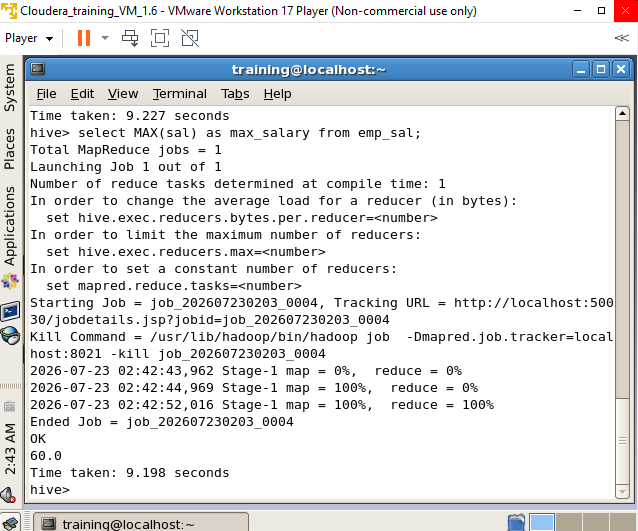 Cloudera_training_VM_1.6 - VMware Workstation 17 Player (Non-commercial use only)
Player
System
Places
Applications
2:43 AM
training@localhost:~
File Edit View Terminal Tabs Help
Time taken: 9.227 seconds
hive> select MAX(sal) as max_salary from emp_sal;
Total MapReduce jobs = 1
Launching Job 1 out of 1
Number of reduce tasks determined at compile time: 1
In order to change the average load for a reducer (in bytes):
  set hive.exec.reducers.bytes.per.reducer=<number>
In order to limit the maximum number of reducers:
  set hive.exec.reducers.max=<number>
In order to set a constant number of reducers:
  set mapred.reduce.tasks=<number>
Starting Job = job_202607230203_0004, Tracking URL = http://localhost:500
30/jobdetails.jsp?jobid=job_202607230203_0004
Kill Command = /usr/lib/hadoop/bin/hadoop job  -Dmapred.job.tracker=local
host:8021 -kill job_202607230203_0004
2026-07-23 02:42:43,962 Stage-1 map = 0%,  reduce = 0%
2026-07-23 02:42:44,969 Stage-1 map = 100%,  reduce = 0%
2026-07-23 02:42:52,016 Stage-1 map = 100%,  reduce = 100%
Ended Job = job_202607230203_0004
OK
60.0
Time taken: 9.198 seconds
hive>
training@localhost:~